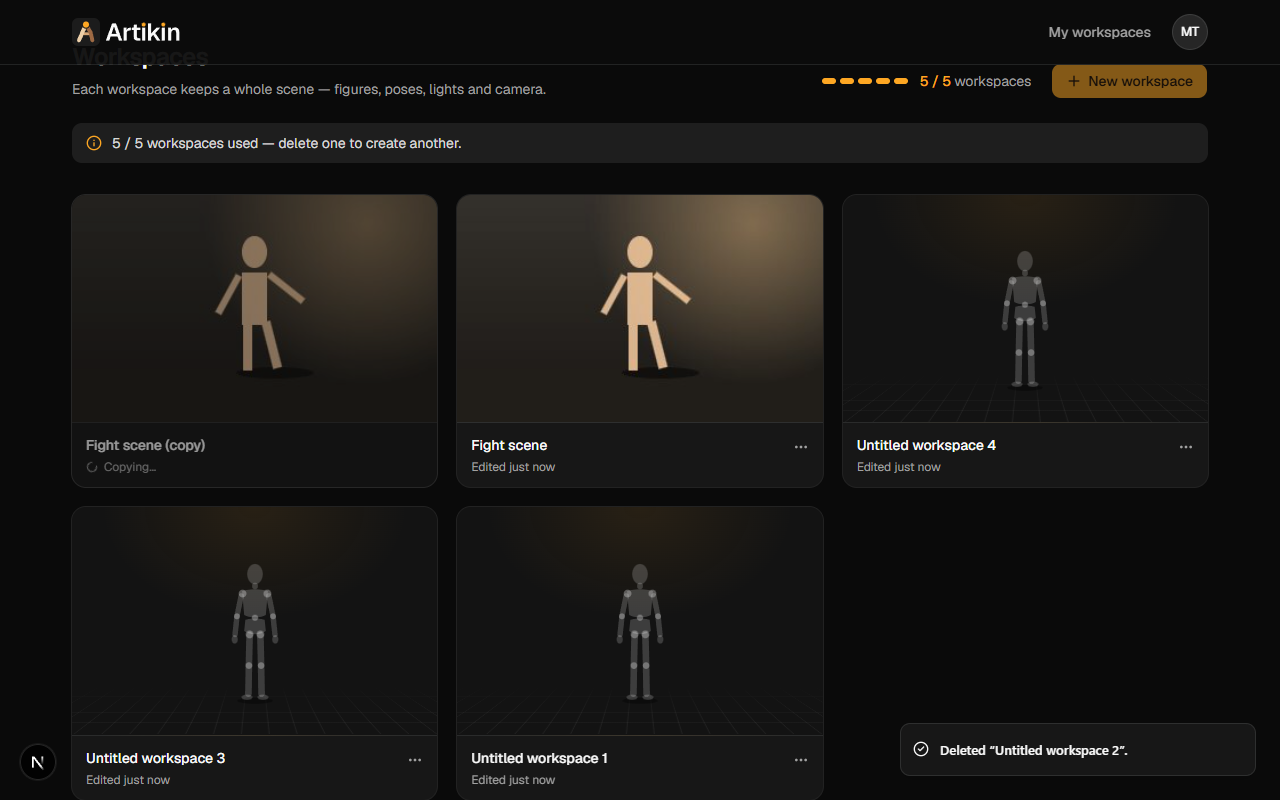 Artikin
My workspaces
MT
Workspaces
Each workspace keeps a whole scene — figures, poses, lights and camera.
5 / 5 workspaces
+ New workspace
5 / 5 workspaces used — delete one to create another.
Fight scene (copy)
Copying…
Fight scene
Edited just now
Untitled workspace 4
Edited just now
Untitled workspace 3
Edited just now
Untitled workspace 1
Edited just now
N
Deleted “Untitled workspace 2”.